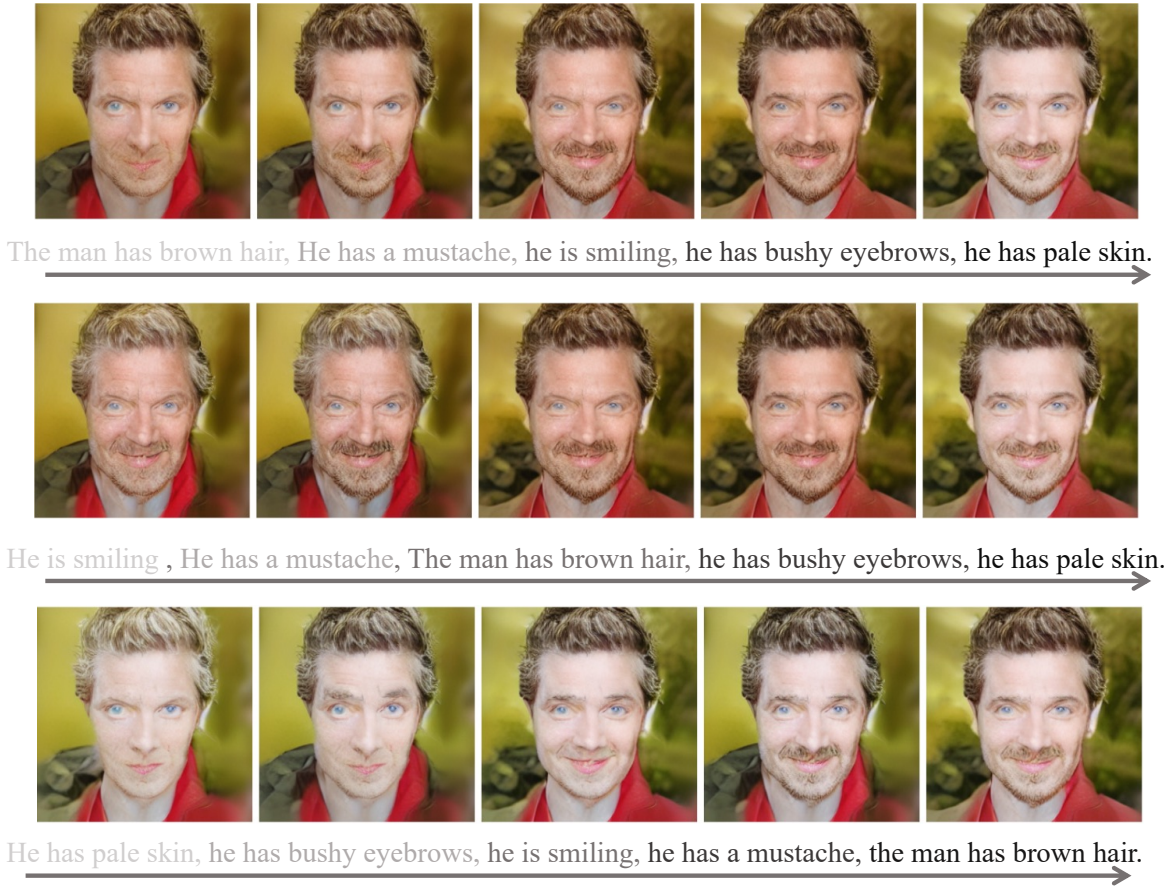 The man has brown hair, He has a mustache, he is smiling, he has bushy eyebrows, he has pale skin.
He is smiling , He has a mustache, The man has brown hair, he has bushy eyebrows, he has pale skin.
He has pale skin, he has bushy eyebrows, he is smiling, he has a mustache, the man has brown hair.